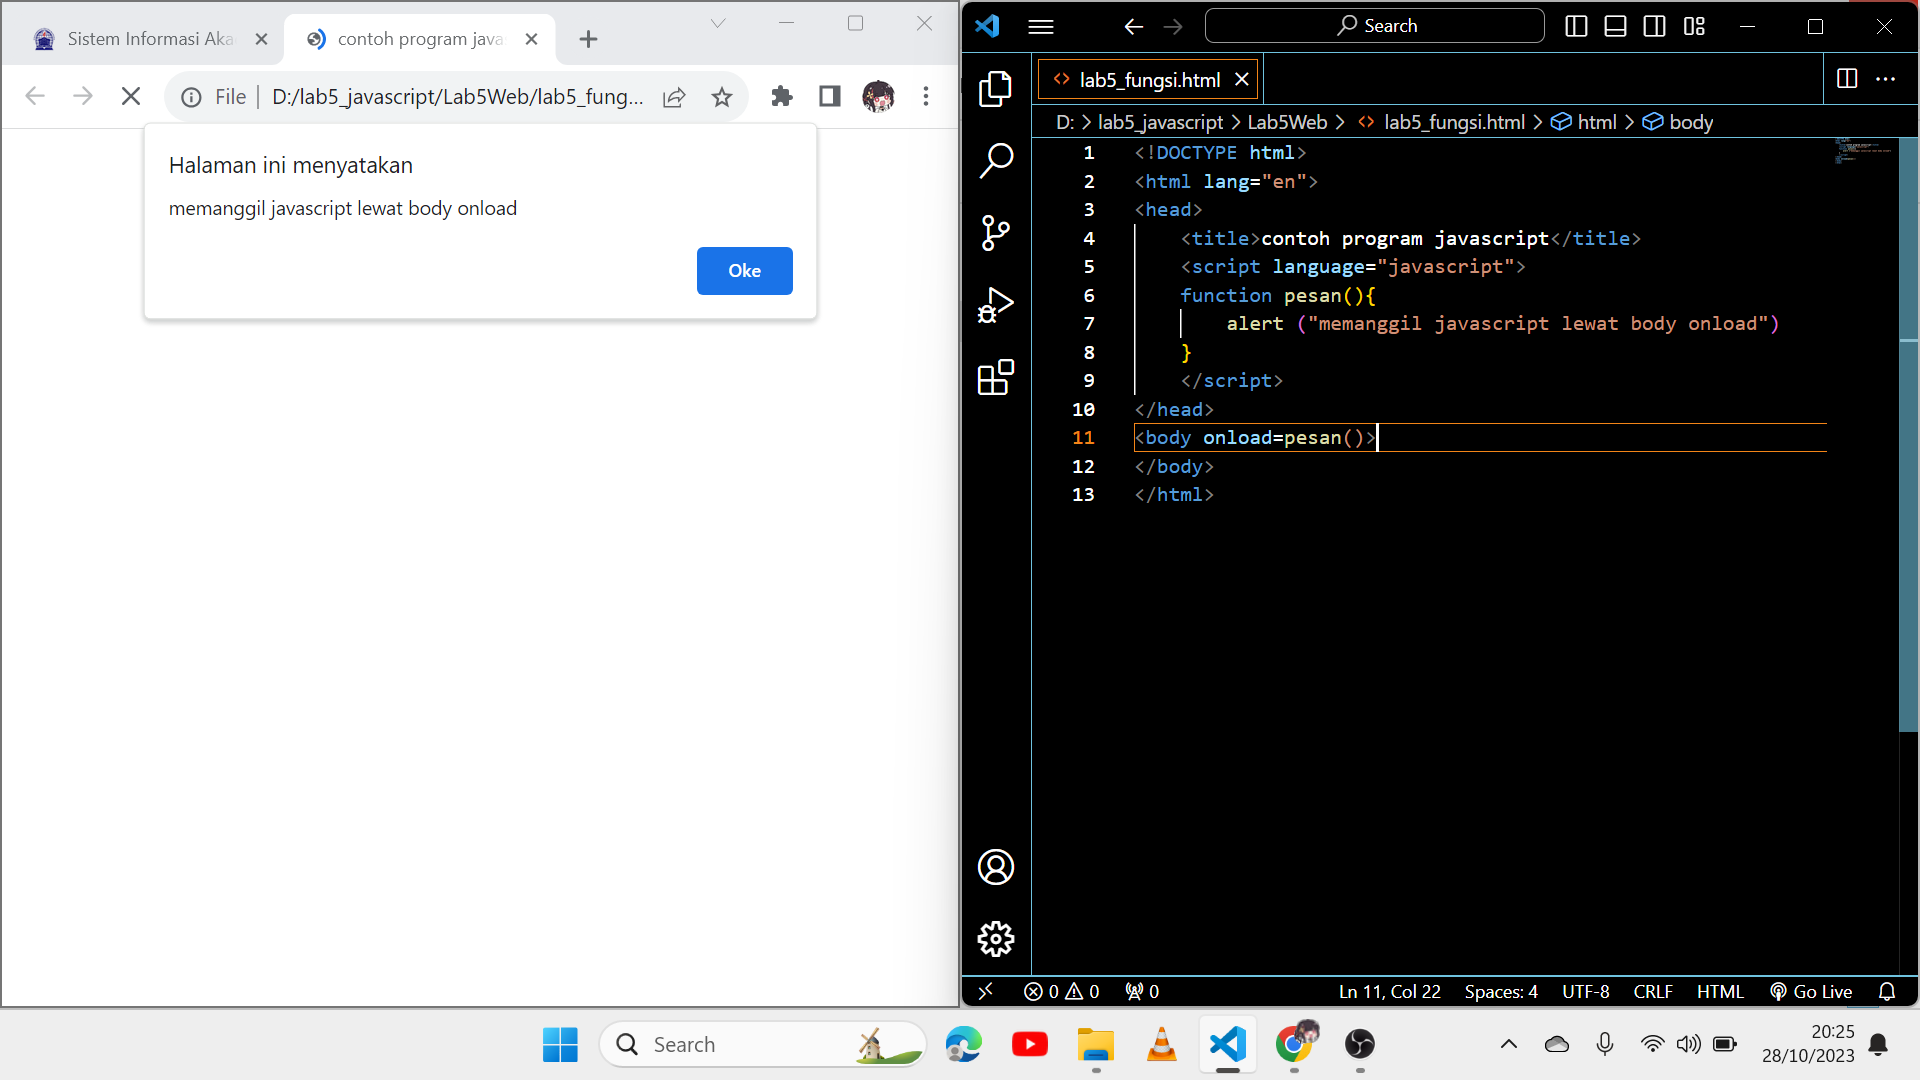 Sistem Informasi Aka
contoh program java
File
D:/lab5_javascript/Lab5Web/lab5_fung...
Halaman ini menyatakan
memanggil javascript lewat body onload
Oke
Search
lab5_fungsi.html
D: > lab5_javascript > Lab5Web > <> lab5_fungsi.html > html > body
1 <!DOCTYPE html>
2 <html lang="en">
3 <head>
4 <title>contoh program javascript</title>
5 <script language="javascript">
6 function pesan(){
7 alert ("memanggil javascript lewat body onload")
8 }
9 </script>
10 </head>
11 <body onload=pesan()>
12 </body>
13 </html>
0 0 0
Ln 11, Col 22 Spaces: 4 UTF-8 CRLF HTML Go Live
Search
20:25
28/10/2023